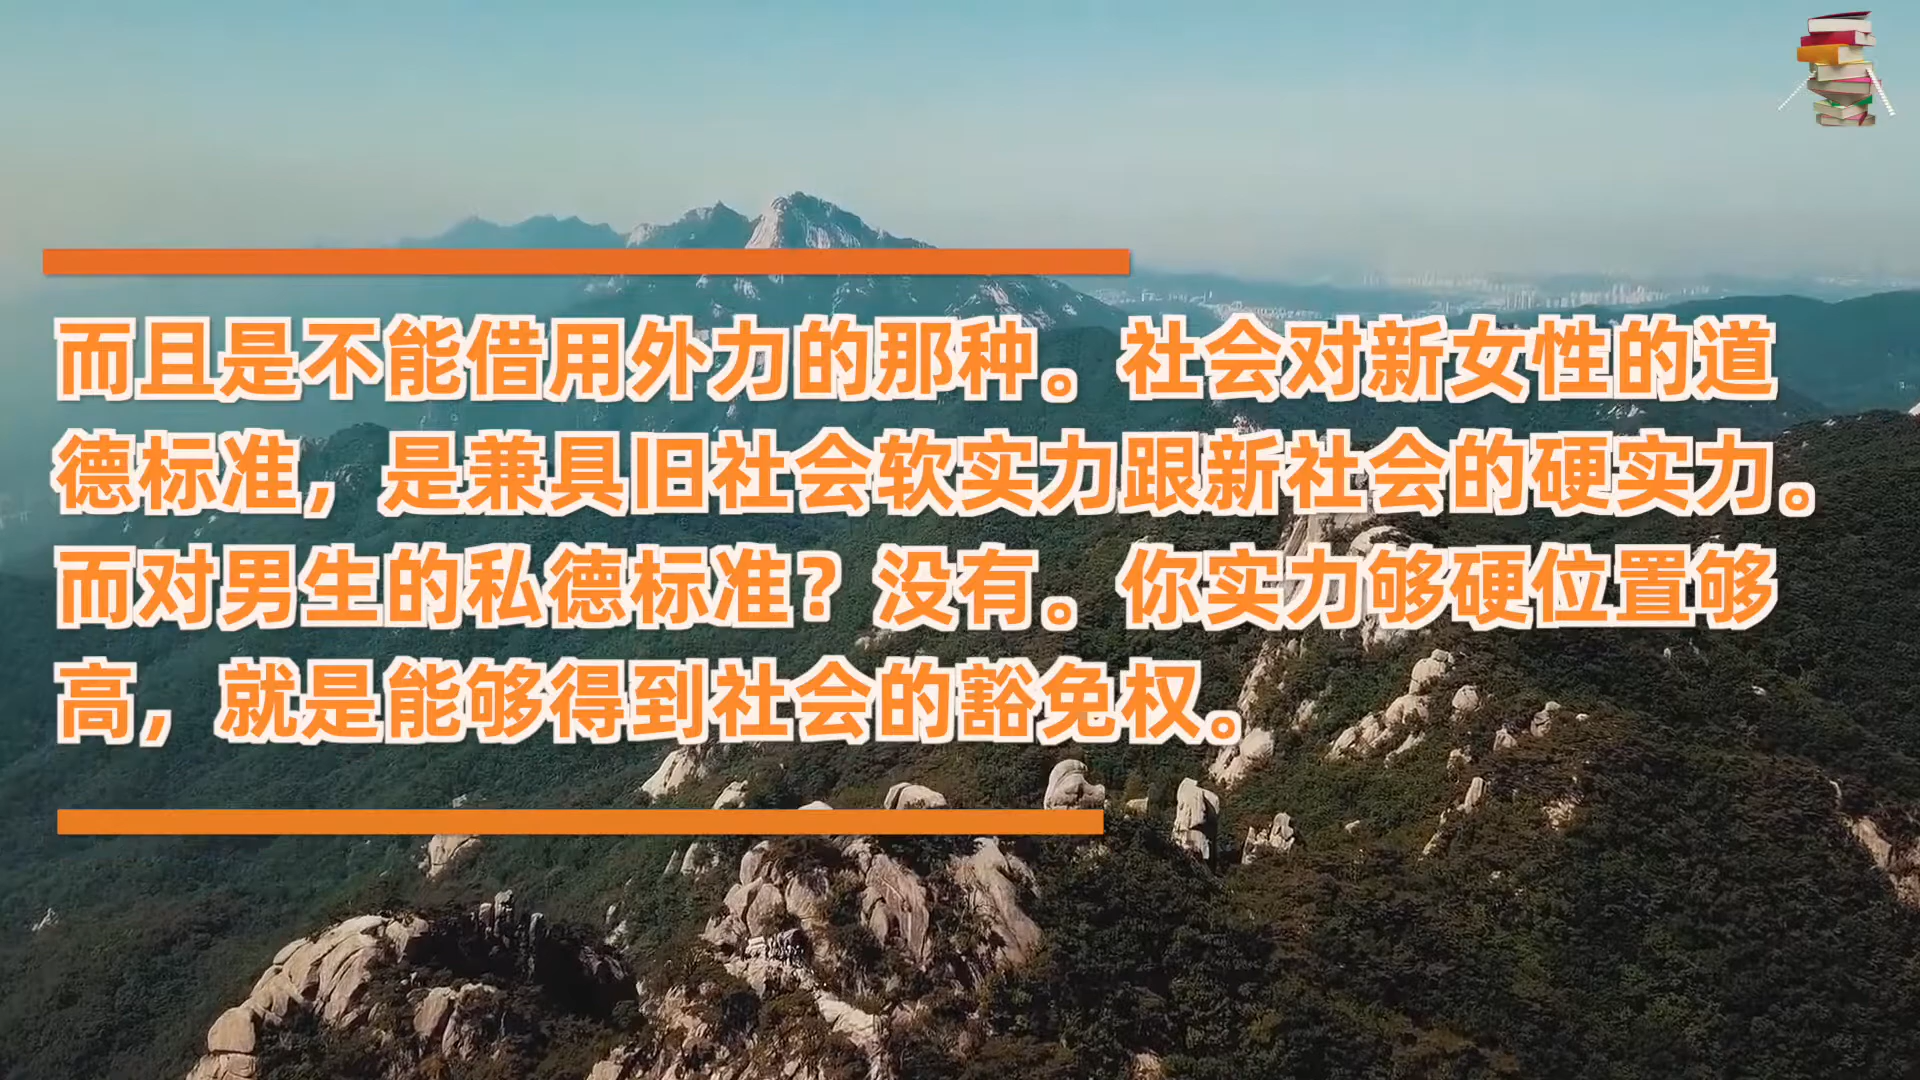 而且是不能借用外力的那种。社会对新女性的道
德标准，是兼具旧社会软实力跟新社会的硬实力。
而对男生的私德标准？没有。你实力够硬位置够
高，就是能够得到社会的豁免权。